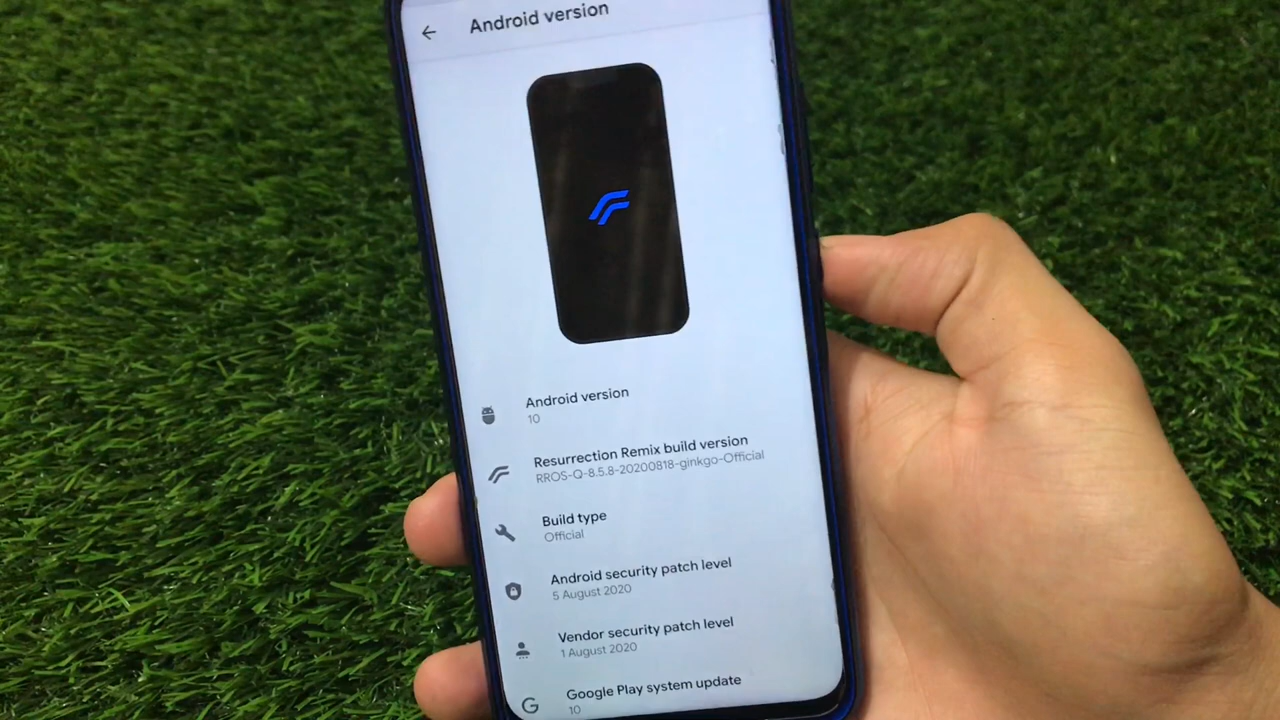 Android version
Android version
10
Resurrection Remix build version
RROS-Q-8.5.8-20200818-ginkgo-Official
Build type
Official
Android security patch level
5 August 2020
Vendor security patch level
1 August 2020
Google Play system update
10